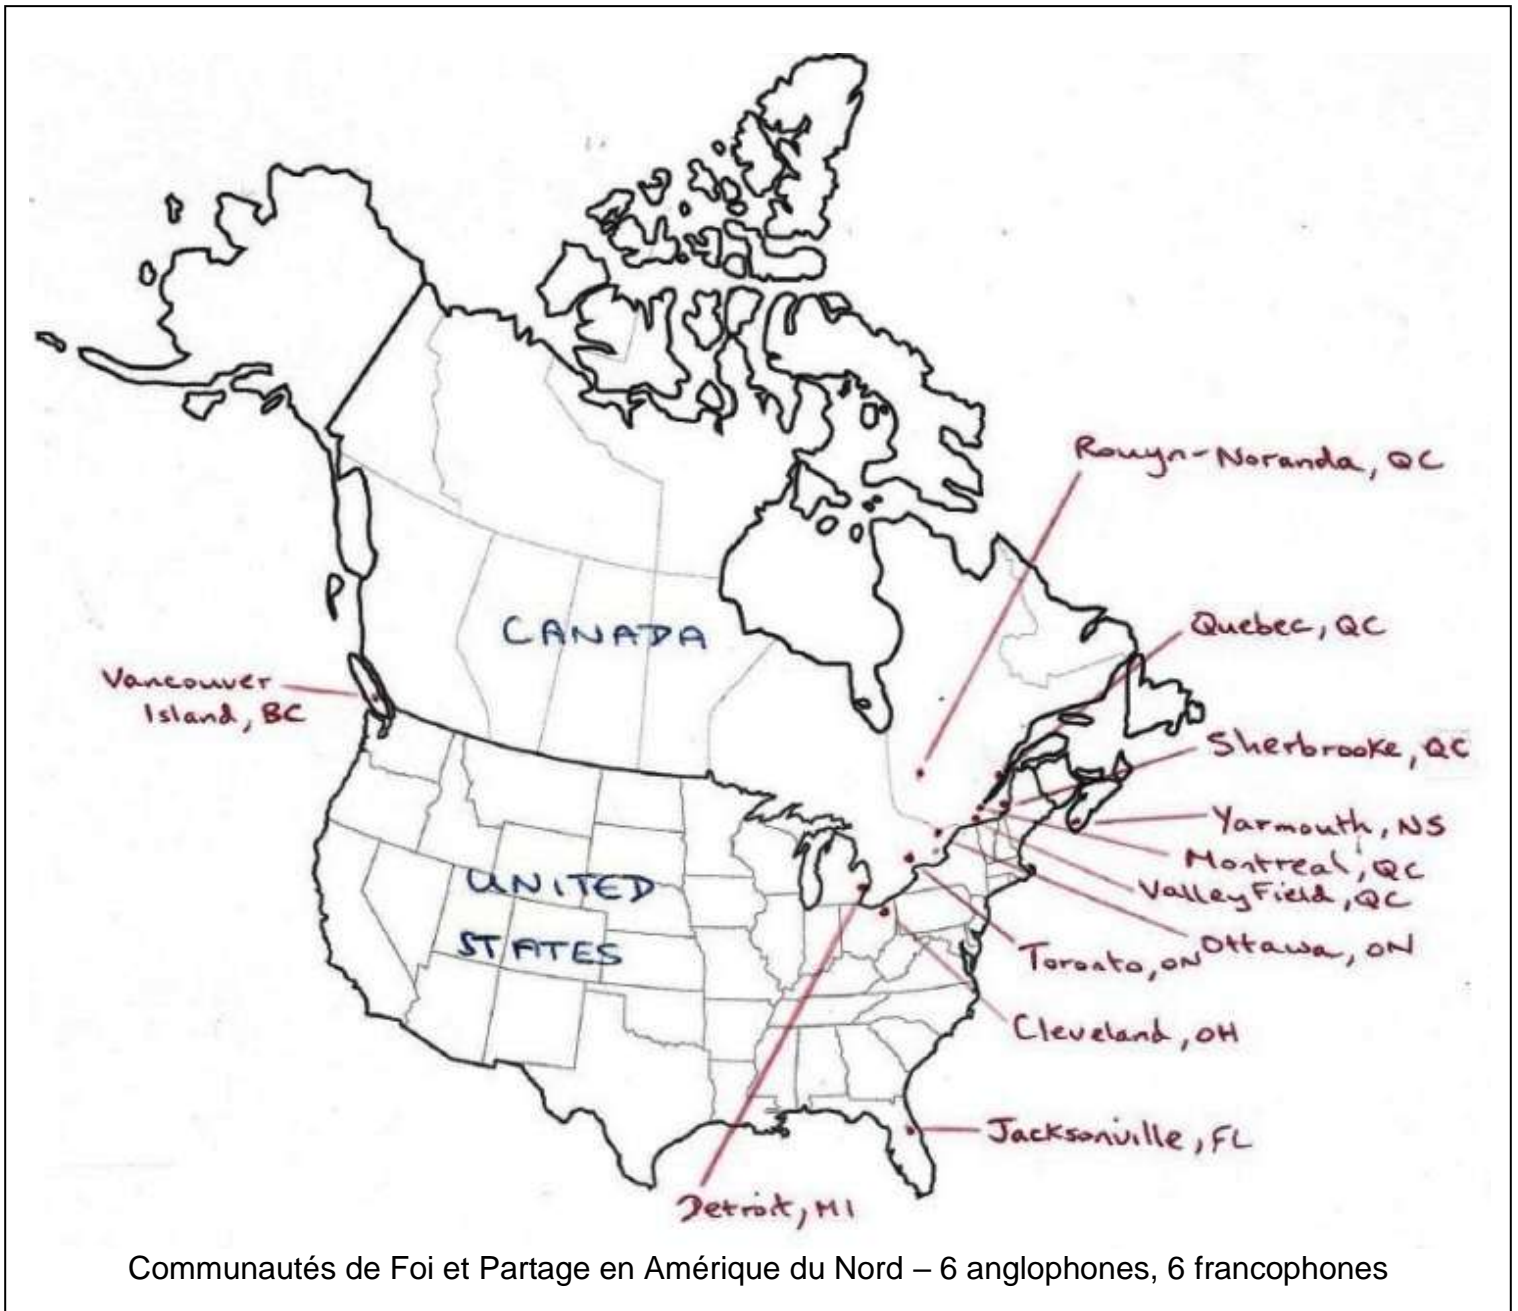 Rouyn-Noranda, QC
Quebec, QC
CANADA
Vancouver
Island, BC
Sherbrooke, QC
Yarmouth, NS
Montreal, QC
Valleyfield, QC
UNITED
STATES
Ottawa, ON
Toronto, ON
Cleveland, OH
Jacksonville, FL
Detroit, MI
Communautés de Foi et Partage en Amérique du Nord – 6 anglophones, 6 francophones